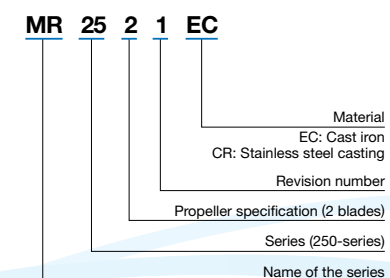 MR 25 2 1 EC
Material
EC: Cast iron
CR: Stainless steel casting
Revision number
Propeller specification (2 blades)
Series (250-series)
Name of the series